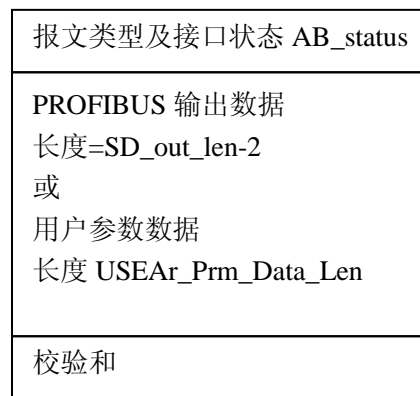 报文类型及接口状态 AB_status
PROFIBUS 输出数据
长度=SD_out_len-2
或
用户参数数据
长度 USEAr_Prm_Data_Len
校验和